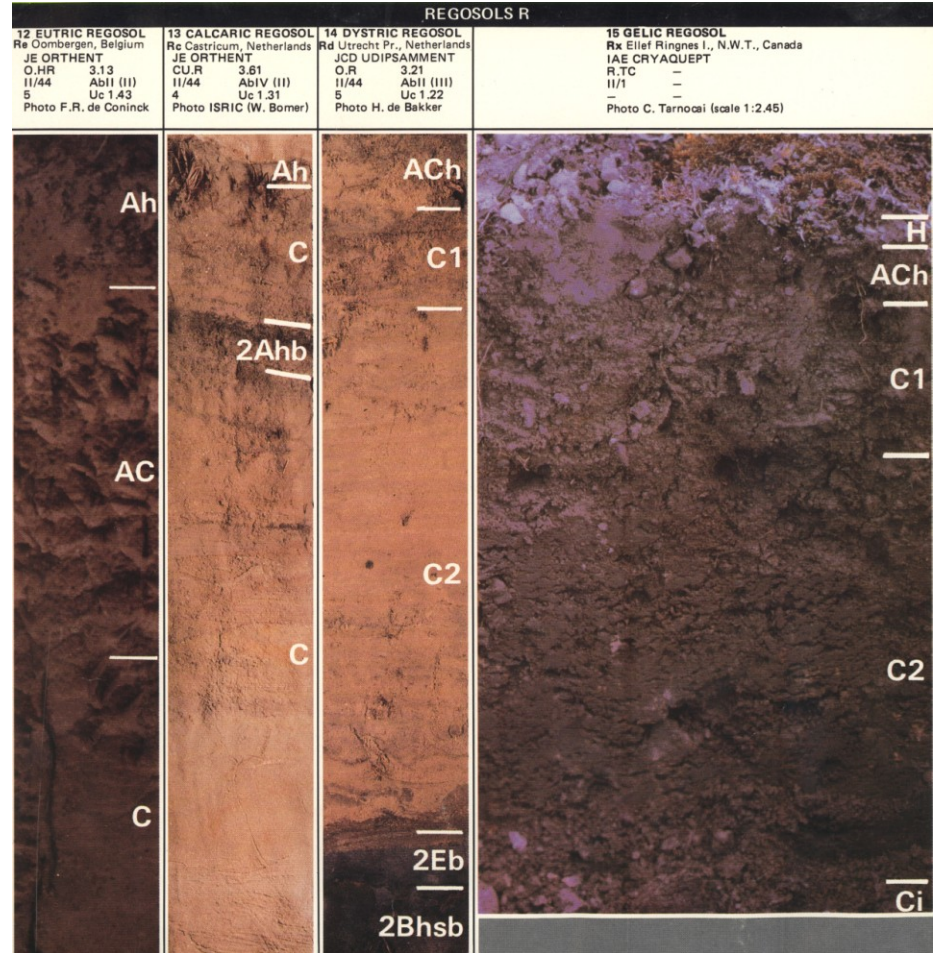 REGOSOLS R
12 EUTRIC REGOSOL
Re Oombergen, Belgium
JE ORTHENT
O.HR 3.13
II/44 AbII (II)
5 Uc 1.43
Photo F.R. de Coninck
13 CALCARIC REGOSOL
Rc Castricum, Netherlands
JE ORTHENT
CU.R 3.61
II/44 AbIV (II)
4 Uc 1.31
Photo ISRIC (W. Bomer)
14 DYSTRIC REGOSOL
Rd Utrecht Pr., Netherlands
JCD UDIPSAMMENT
O.R 3.21
II/44 AbII (III)
5 Uc 1.22
Photo H. de Bakker
15 GELIC REGOSOL
Rx Ellef Ringnes I., N.W.T., Canada
IAE CRYAQUEPT
R.TC –
II/1 –
– –
Photo C. Tarnocai (scale 1:2.45)
Ah
AC
C
Ah
C
2Ahb
C
ACh
C1
C2
2Eb
2Bhsb
H
ACh
C1
C2
Ci